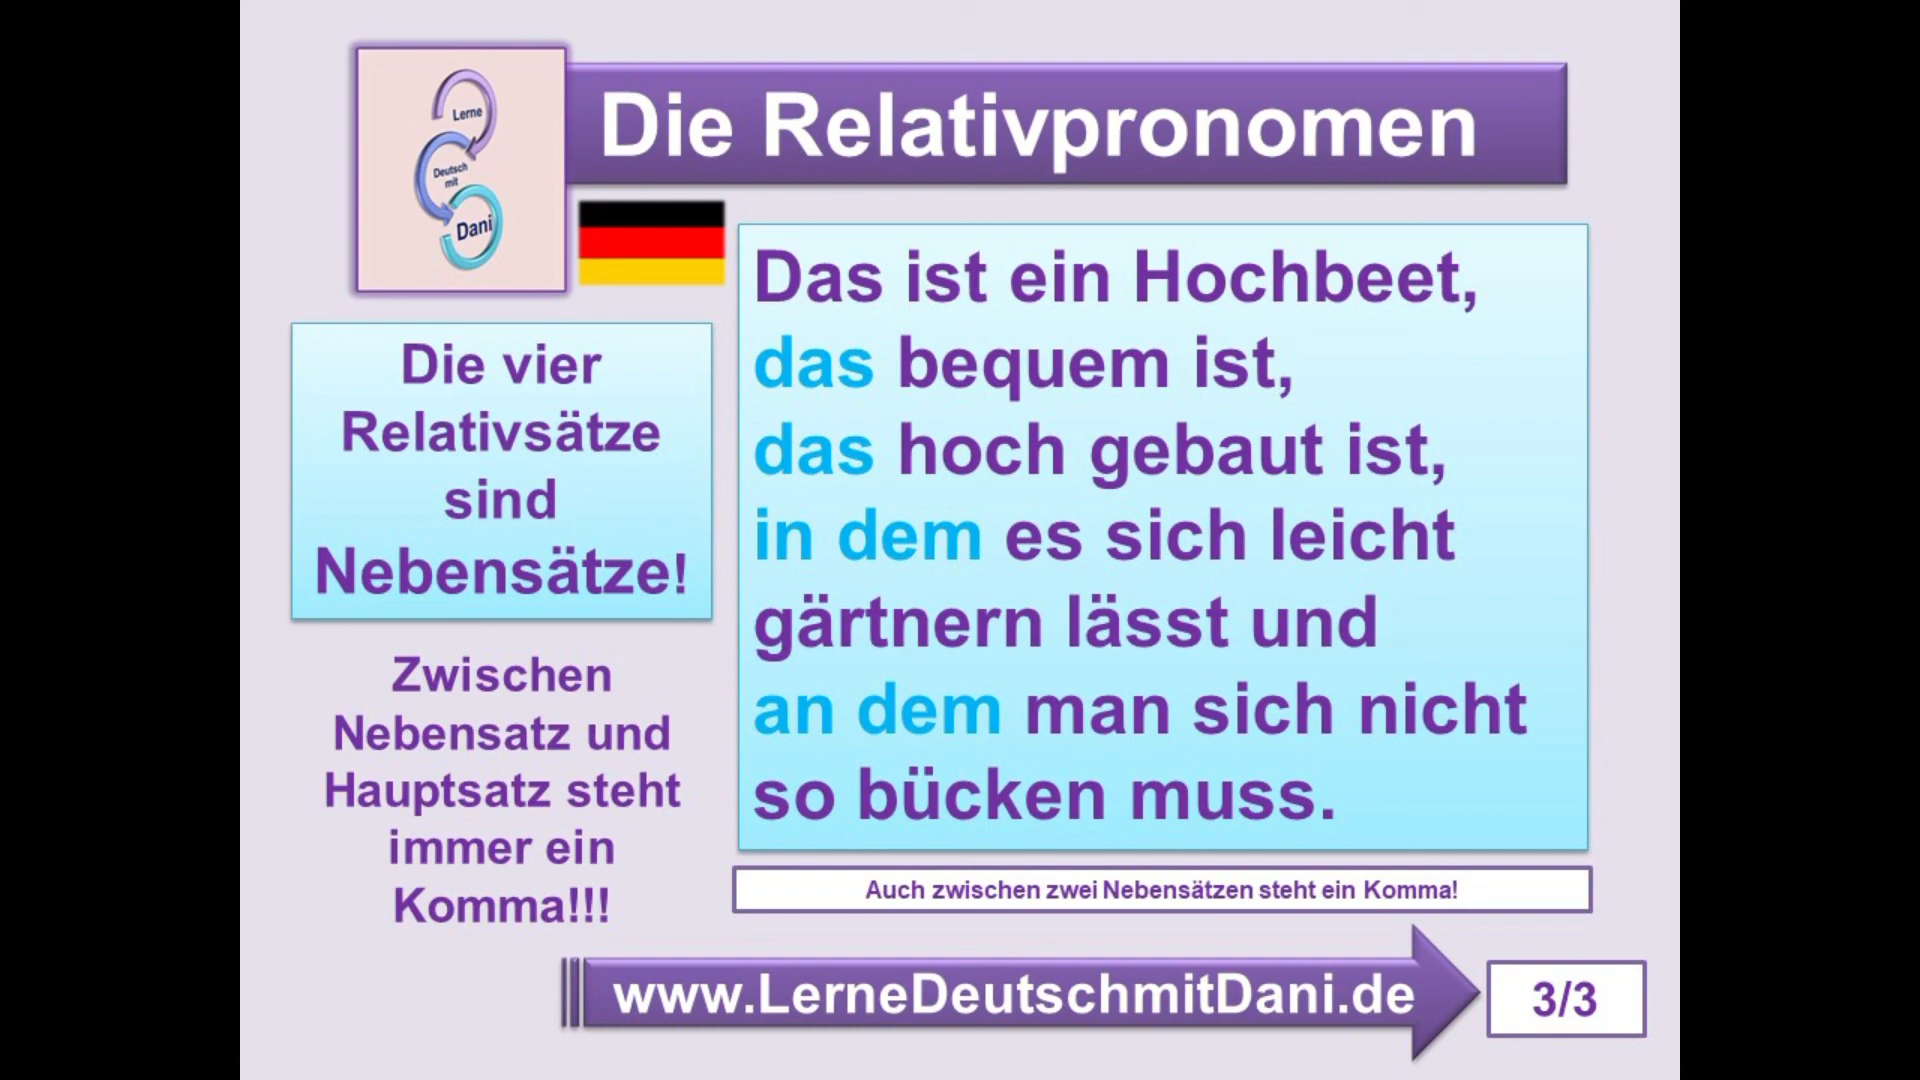 Lerne
Deutsch
mit
Dani
Die Relativpronomen
Die vier
Relativsätze
sind
Nebensätze!
Zwischen
Nebensatz und
Hauptsatz steht
immer ein
Komma!!!
Das ist ein Hochbeet,
das bequem ist,
das hoch gebaut ist,
in dem es sich leicht
gärtnern lässt und
an dem man sich nicht
so bücken muss.
Auch zwischen zwei Nebensätzen steht ein Komma!
www.LerneDeutschmitDani.de
3/3